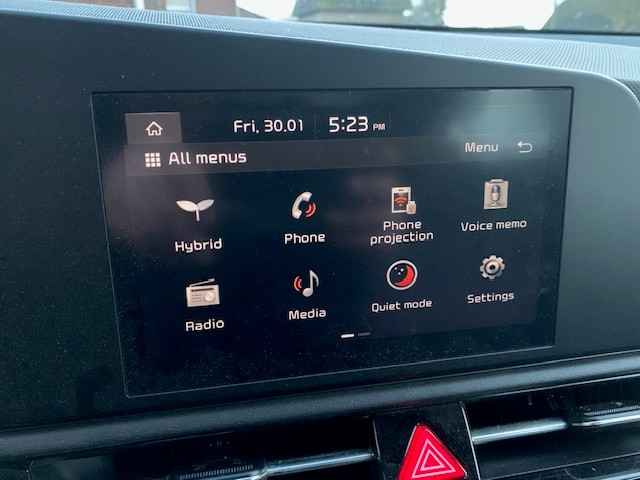 Fri, 30.01 5:23 PM
All menus Menu
Hybrid Phone Phone projection Voice memo
Radio Media Quiet mode Settings